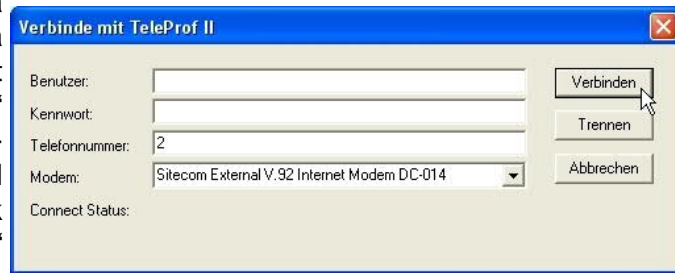 Verbinde mit TeleProf II
Benutzer:
Verbinden
Kennwort:
Telefonnummer: 2
Trennen
Modem: Sitecom External V.92 Internet Modem DC-014
Abbrechen
Connect Status: